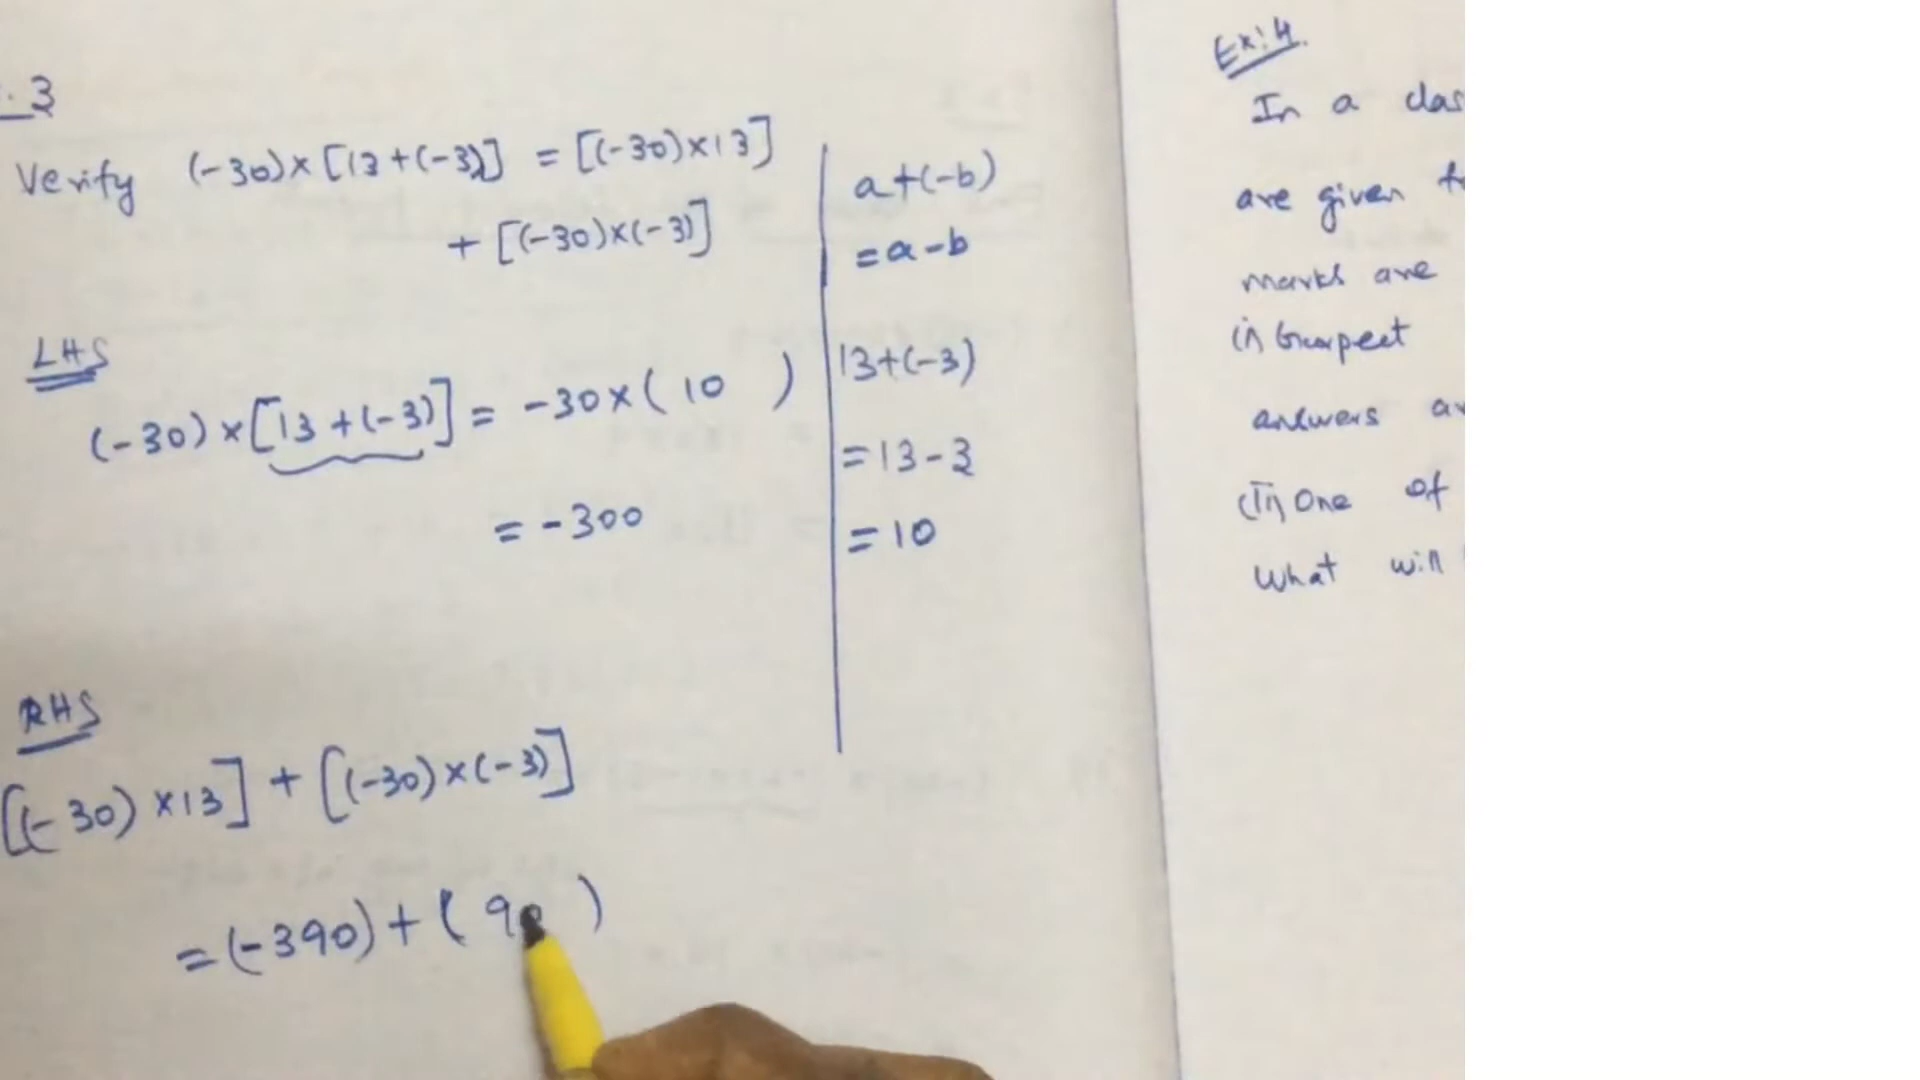 . 3
Verify (-30)×[13+(-3)] = [(-30)×13]
+ [(-30)×(-3)]
LHS
(-30)×[13+(-3)] = -30×( 10 )
= -300
RHS
[(-30)×13] + [(-30)×(-3)]
= (-390) + ( 90 )
a+(-b)
= a-b
13+(-3)
= 13-3
= 10
Ex:4.
In a clas
are given
marks are
answers
One of
What will